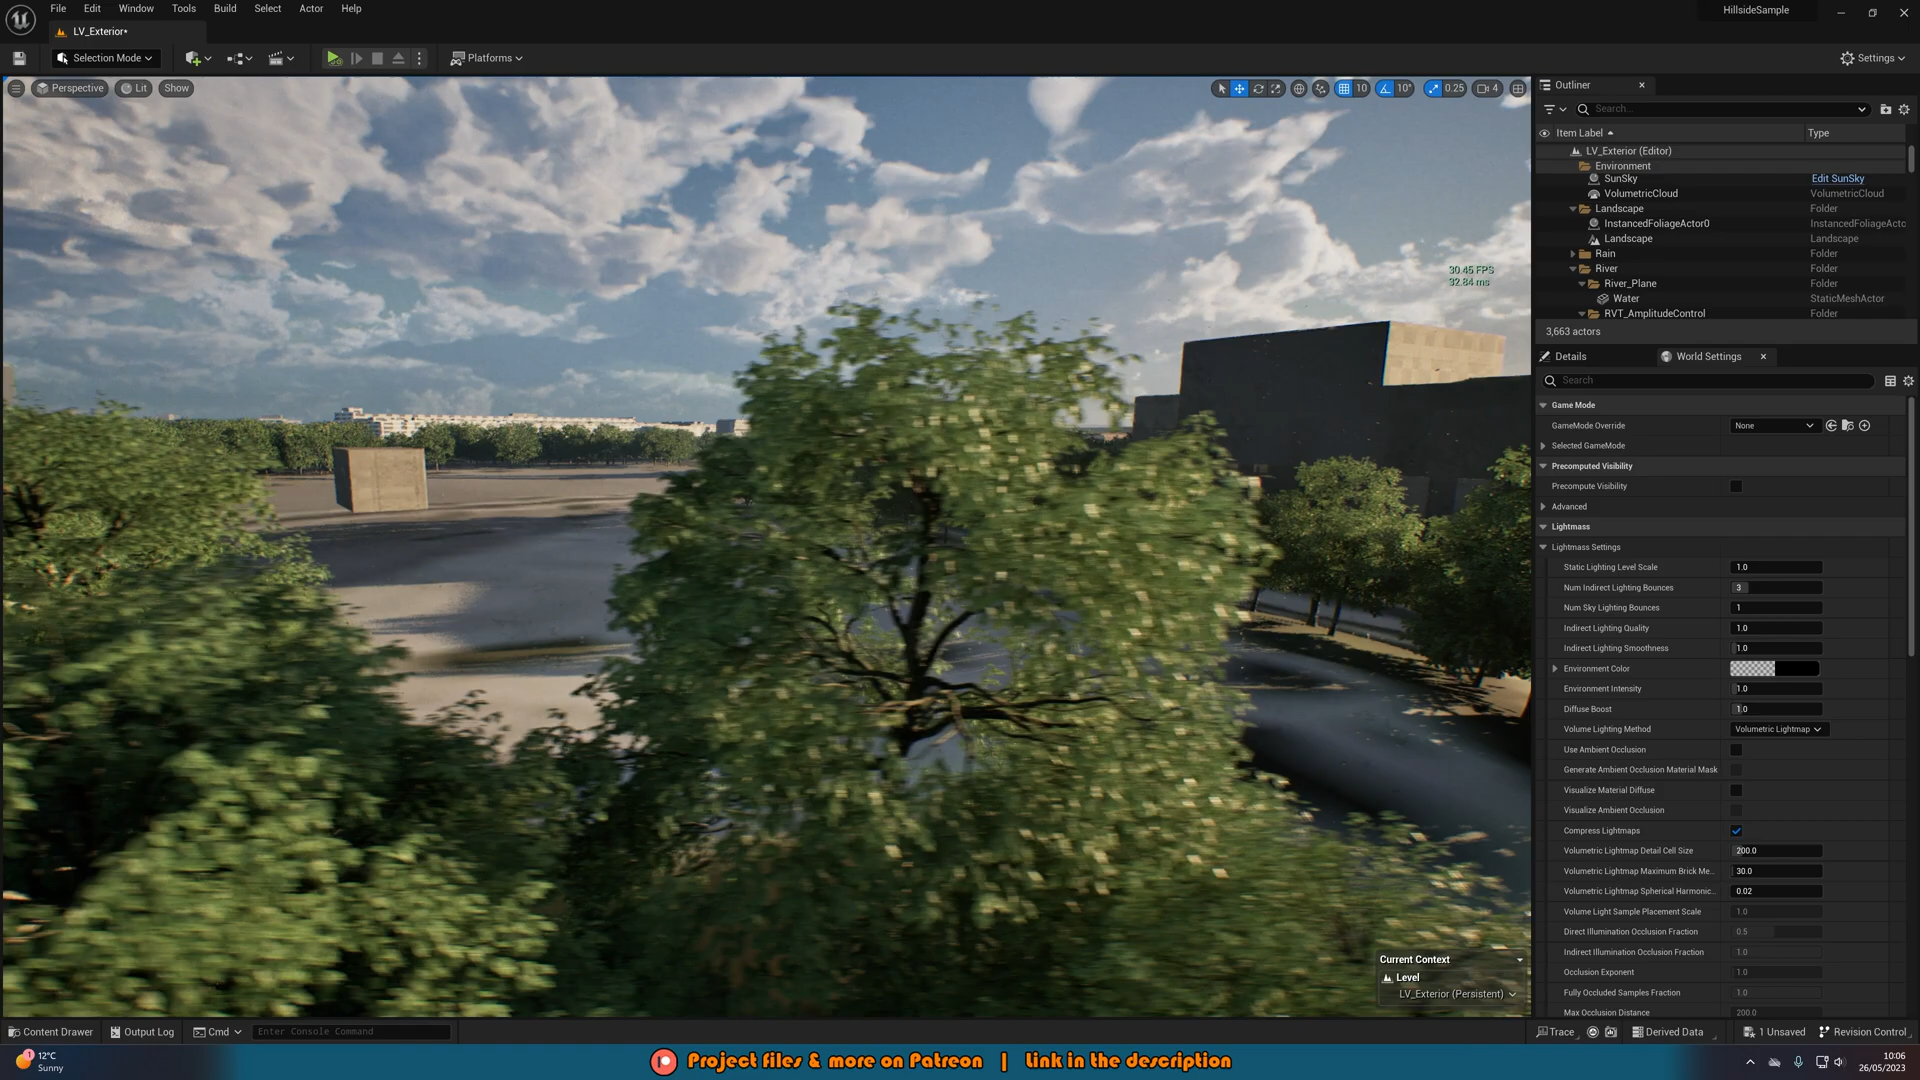 File Edit Window Tools Build Select Actor Help
HillsideSample
LV_Exterior*
Selection Mode
Platforms
Settings
Perspective Lit Show
10 10° 0.25 4
30.45 FPS
32.84 ms
Outliner
Search...
Item Label Type
LV_Exterior (Editor)
Environment
SunSky Edit SunSky
VolumetricCloud VolumetricCloud
Landscape Folder
InstancedFoliageActor0 InstancedFoliageActc
Landscape Landscape
Rain Folder
River Folder
River_Plane Folder
Water StaticMeshActor
RVT_AmplitudeControl Folder
3,663 actors
Details World Settings
Search
Game Mode
GameMode Override None
Selected GameMode
Precomputed Visibility
Precompute Visibility
Advanced
Lightmass
Lightmass Settings
Static Lighting Level Scale 1.0
Num Indirect Lighting Bounces 3
Num Sky Lighting Bounces 1
Indirect Lighting Quality 1.0
Indirect Lighting Smoothness 1.0
Environment Color
Environment Intensity 1.0
Diffuse Boost 1.0
Volume Lighting Method Volumetric Lightmap
Use Ambient Occlusion
Generate Ambient Occlusion Material Mask
Visualize Material Diffuse
Visualize Ambient Occlusion
Compress Lightmaps
Volumetric Lightmap Detail Cell Size 200.0
Volumetric Lightmap Maximum Brick Me... 30.0
Volumetric Lightmap Spherical Harmonic... 0.02
Volume Light Sample Placement Scale 1.0
Direct Illumination Occlusion Fraction 0.5
Indirect Illumination Occlusion Fraction 1.0
Occlusion Exponent 1.0
Fully Occluded Samples Fraction 1.0
Max Occlusion Distance 200.0
Current Context
Level
LV_Exterior (Persistent)
Content Drawer Output Log Cmd Enter Console Command
Trace Derived Data 1 Unsaved Revision Control
1
12°C
Sunny
Project files & more on Patreon | Link in the description
10:06
26/05/2023